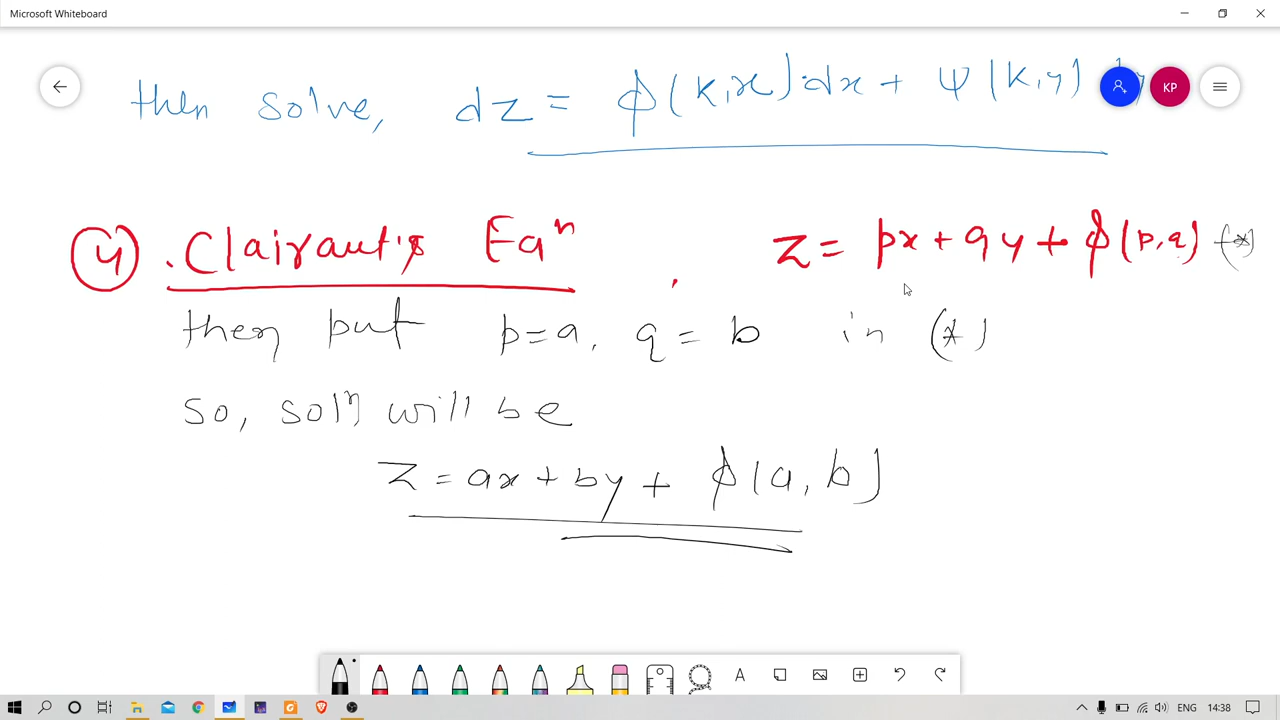 Microsoft Whiteboard
then solve, dz = ϕ(k,x)dx + ψ(k,y)
KP
④ . Clairaut's Eqⁿ , z = px + qy + ϕ(p,q) (*)
then put p=a, q=b in (*)
so, solⁿ will be
z = ax + by + ϕ(a,b)
A
ENG 14:38